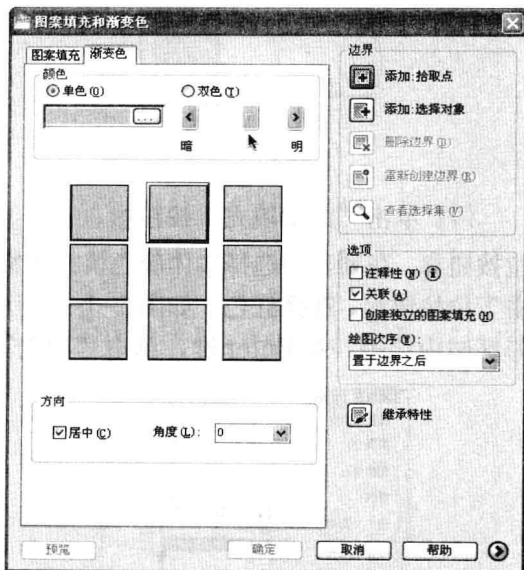 图案填充和渐变色
图案填充 渐变色
颜色
单色(O) 双色(T)
...
暗 明
方向
居中(C) 角度(L): 0
预览 确定 取消 帮助
边界
添加:拾取点
添加:选择对象
删除边界(D)
重新创建边界(R)
查看选择集(V)
选项
注释性(N)
关联(A)
创建独立的图案填充(H)
绘图次序(W):
置于边界之后
继承特性